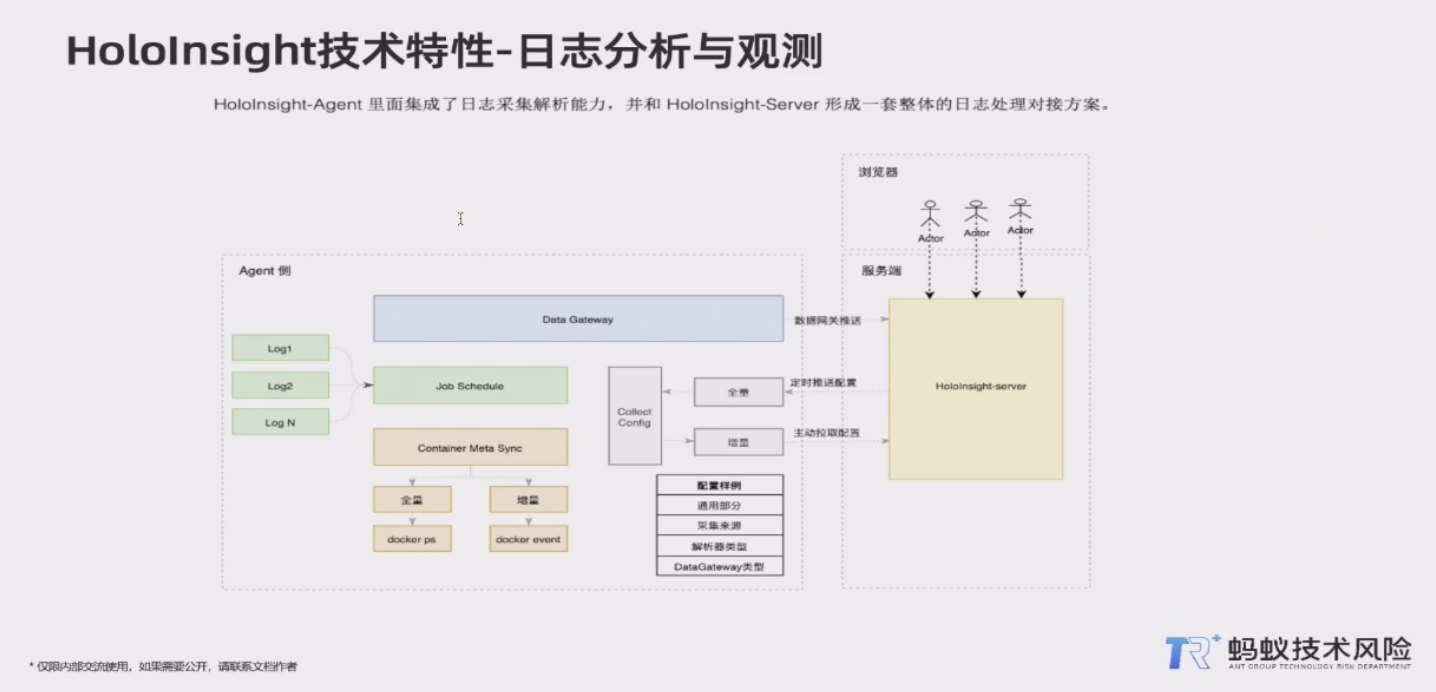 HoloInsight技术特性-日志分析与观测
HoloInsight-Agent 里面集成了日志采集解析能力，并和 HoloInsight-Server 形成一套整体的日志处理对接方案。
浏览器
Actor
Actor
Actor
Agent 侧
服务端
Data Gateway
数据网关推送
Log1
Log2
Log N
Job Schedule
Collect
Config
全量
定时推送配置
HoloInsight-server
增量
主动拉取配置
Container Meta Sync
全量
增量
docker ps
docker event
配置样例
通用部分
采集来源
解析器类型
DataGateway类型
* 仅限内部交流使用，如果需要公开，请联系文档作者
TR+ 蚂蚁技术风险
ANT GROUP TECHNOLOGY RISK DEPARTMENT